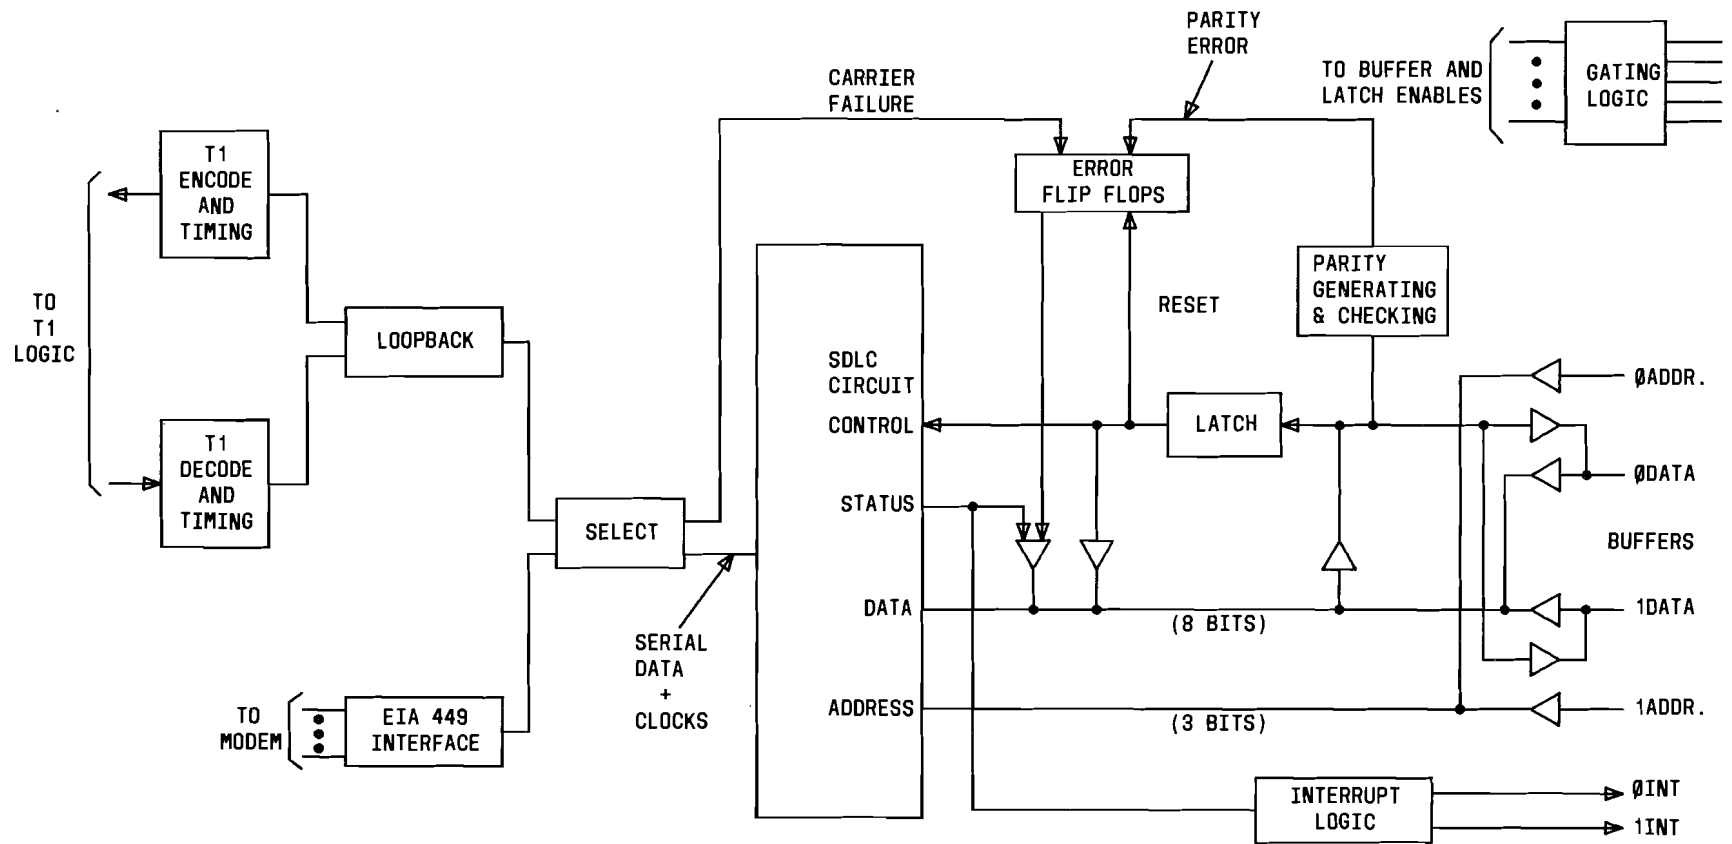 PARITY
ERROR
TO BUFFER AND
LATCH ENABLES
GATING
LOGIC
CARRIER
FAILURE
T1
ENCODE
AND
TIMING
ERROR
FLIP FLOPS
TO
T1
LOGIC
LOOPBACK
RESET
PARITY
GENERATING
& CHECKING
SDLC
CIRCUIT
CONTROL
LATCH
ØADDR.
T1
DECODE
AND
TIMING
ØDATA
STATUS
SELECT
BUFFERS
DATA
(8 BITS)
1DATA
SERIAL
DATA
+
CLOCKS
ADDRESS
(3 BITS)
1ADDR.
TO
MODEM
EIA 449
INTERFACE
INTERRUPT
LOGIC
ØINT
1INT